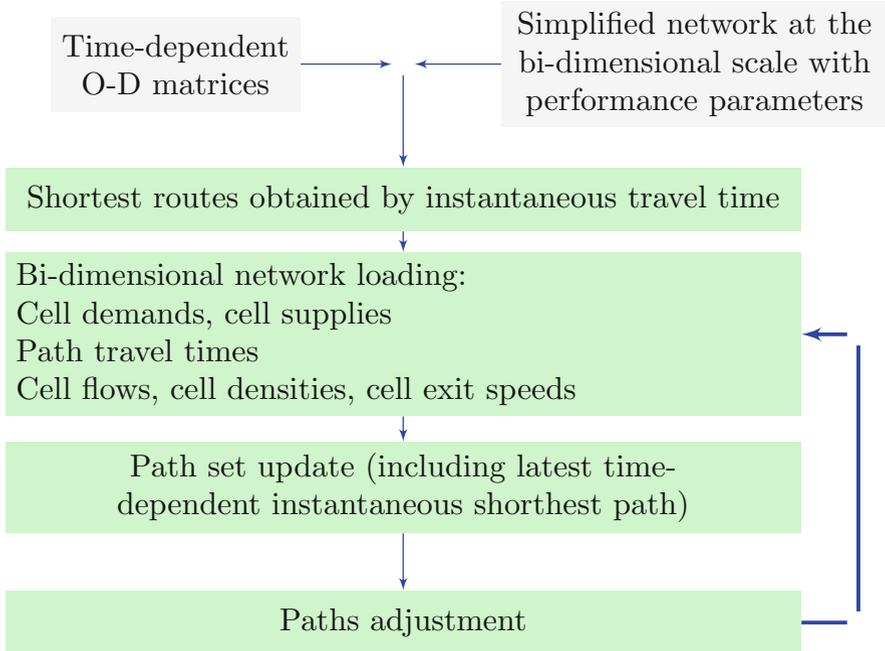 Time-dependent
O-D matrices
Simplified network at the
bi-dimensional scale with
performance parameters
Shortest routes obtained by instantaneous travel time
Bi-dimensional network loading:
Cell demands, cell supplies
Path travel times
Cell flows, cell densities, cell exit speeds
Path set update (including latest time-
dependent instantaneous shorthest path)
Paths adjustment